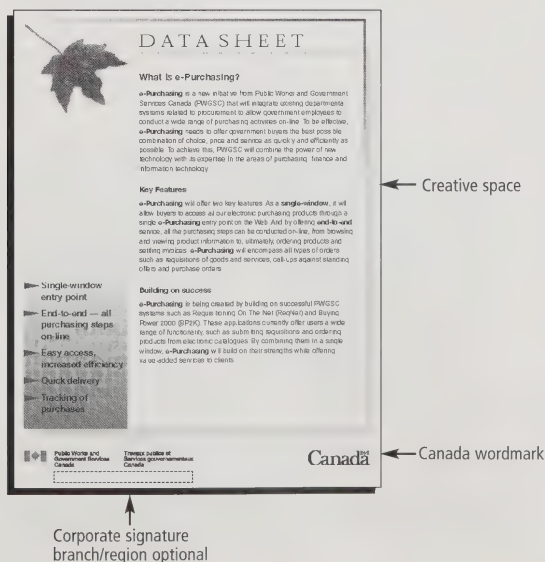 DATA SHEET
What is e-Purchasing?
e-Purchasing is a new initiative from Public Works and Government
Services Canada (PWGSC) that will integrate existing departmental
systems related to procurement to allow government employees to
conduct a wide range of purchasing activities on-line. To be effective,
e-Purchasing needs to offer government buyers the best possible
combination of choice, price and service as quickly and efficiently as
possible. To achieve this, PWGSC will combine the power of new
technology with its expertise in the areas of purchasing, finance and
information technology.
Key Features
e-Purchasing will offer two key features. As a single-window, it will
allow buyers to access all our electronic purchasing products through a
single e-Purchasing entry point on the Web. And by offering end-to-end
service, all the purchasing steps can be conducted on-line, from browsing
and viewing product information to, ultimately, ordering products and
settling invoices. e-Purchasing will encompass all types of orders
such as requisitions of goods and services, call-ups against standing
offers and purchase orders.
Building on success
e-Purchasing is being created by building on successful PWGSC
systems such as Requisitioning On The Net (ReqNet) and Buying
Power 2000 (BP2K). These applications currently offer users a wide
range of functionality, such as submitting requisitions and ordering
products from electronic catalogues. By combining them in a single
window, e-Purchasing will build on their strengths while offering
value-added services to clients.
Single-window
entry point
End-to-end — all
purchasing steps
on-line
Easy access,
increased efficiency
Quick delivery
Tracking of
purchases
Public Works and
Government Services
Canada
Travaux publics et
Services gouvernementaux
Canada
Canada
Creative space
Canada wordmark
Corporate signature
branch/region optional